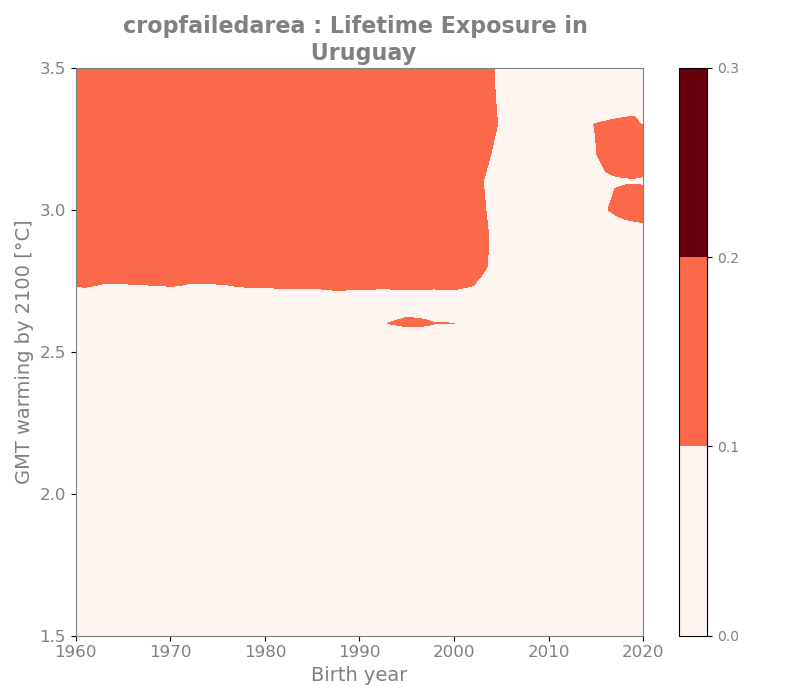 cropfailedarea : Lifetime Exposure in
Uruguay
3.5
3.0
2.5
2.0
1.5
GMT warming by 2100 [°C]
1960 1970 1980 1990 2000 2010 2020
Birth year
0.3
0.2
0.1
0.0